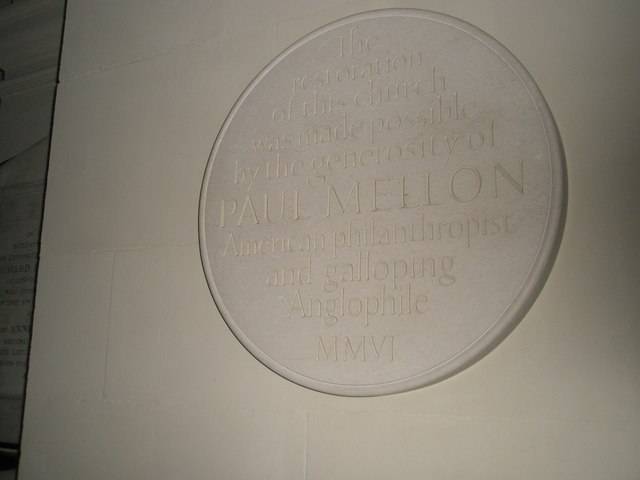 The
restoration
of this church
was made possible
by the generosity of
PAUL MELLON
American philanthropist
and galloping
Anglophile
MMVI